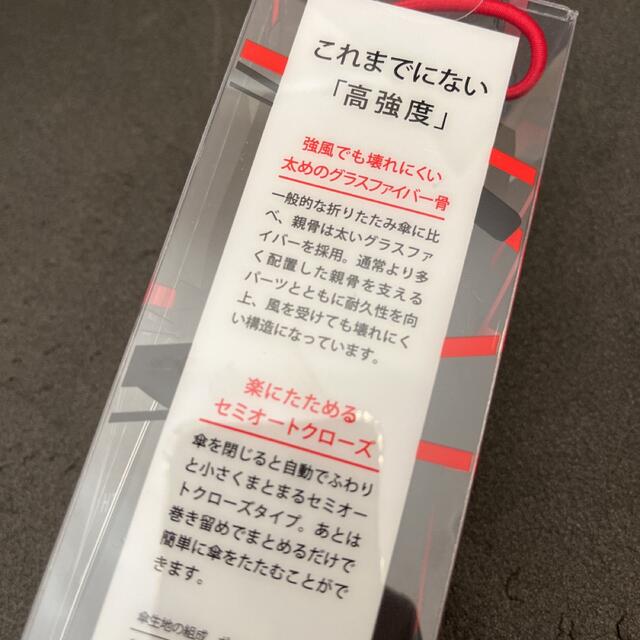 これまでにない
「高強度」
強風でも壊れにくい
太めのグラスファイバー骨
一般的な折りたたみ傘に比
べ、親骨は太いグラスファ
イバーを採用。通常より多
く配置した親骨を支える
パーツとともに耐久性を向
上、風を受けても壊れにく
い構造になっています。
楽にたためる
セミオートクローズ
傘を閉じると自動でふわり
と小さくまとまるセミオー
トクローズタイプ。あとは
巻き留めでまとめるだけで
簡単に傘をたたむことがで
きます。
傘生地の組成